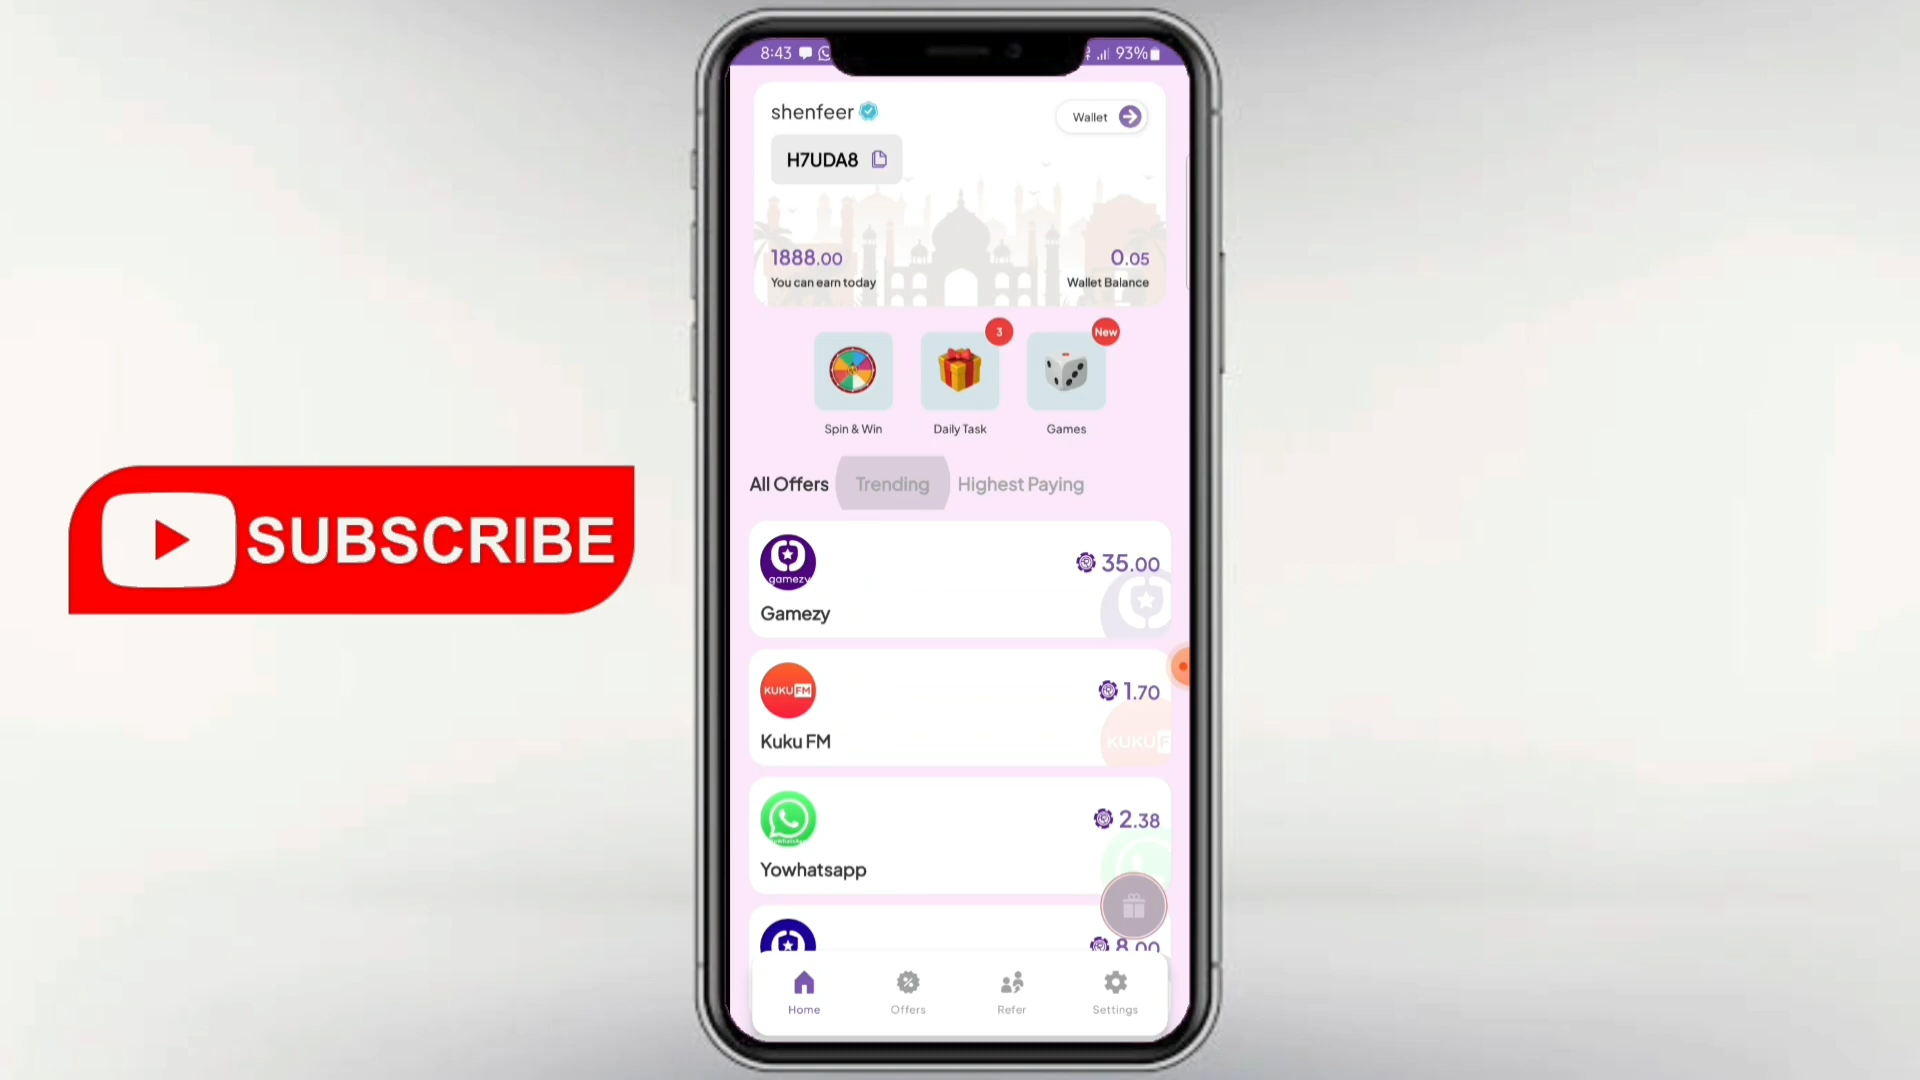 8:43
93%
shenfeer
Wallet
H7UDA8
1888.00
0.05
You can earn today
Wallet Balance
3
New
Spin & Win
Daily Task
Games
All Offers
Trending
Highest Paying
SUBSCRIBE
gamezy
35.00
Gamezy
KUKU FM
1.70
Kuku FM
KUKU F
2.38
Yowhatsapp
8.00
Home
Offers
Refer
Settings